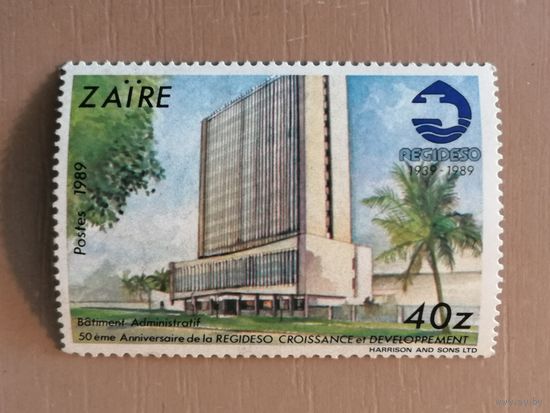 ZAÏRE
REGIDESO
1939-1989
Postes 1989
40z
Bâtiment Administratif
50ème Anniversaire de la REGIDESO CROISSANCE et DEVELOPPEMENT
HARRISON AND SONS LTD